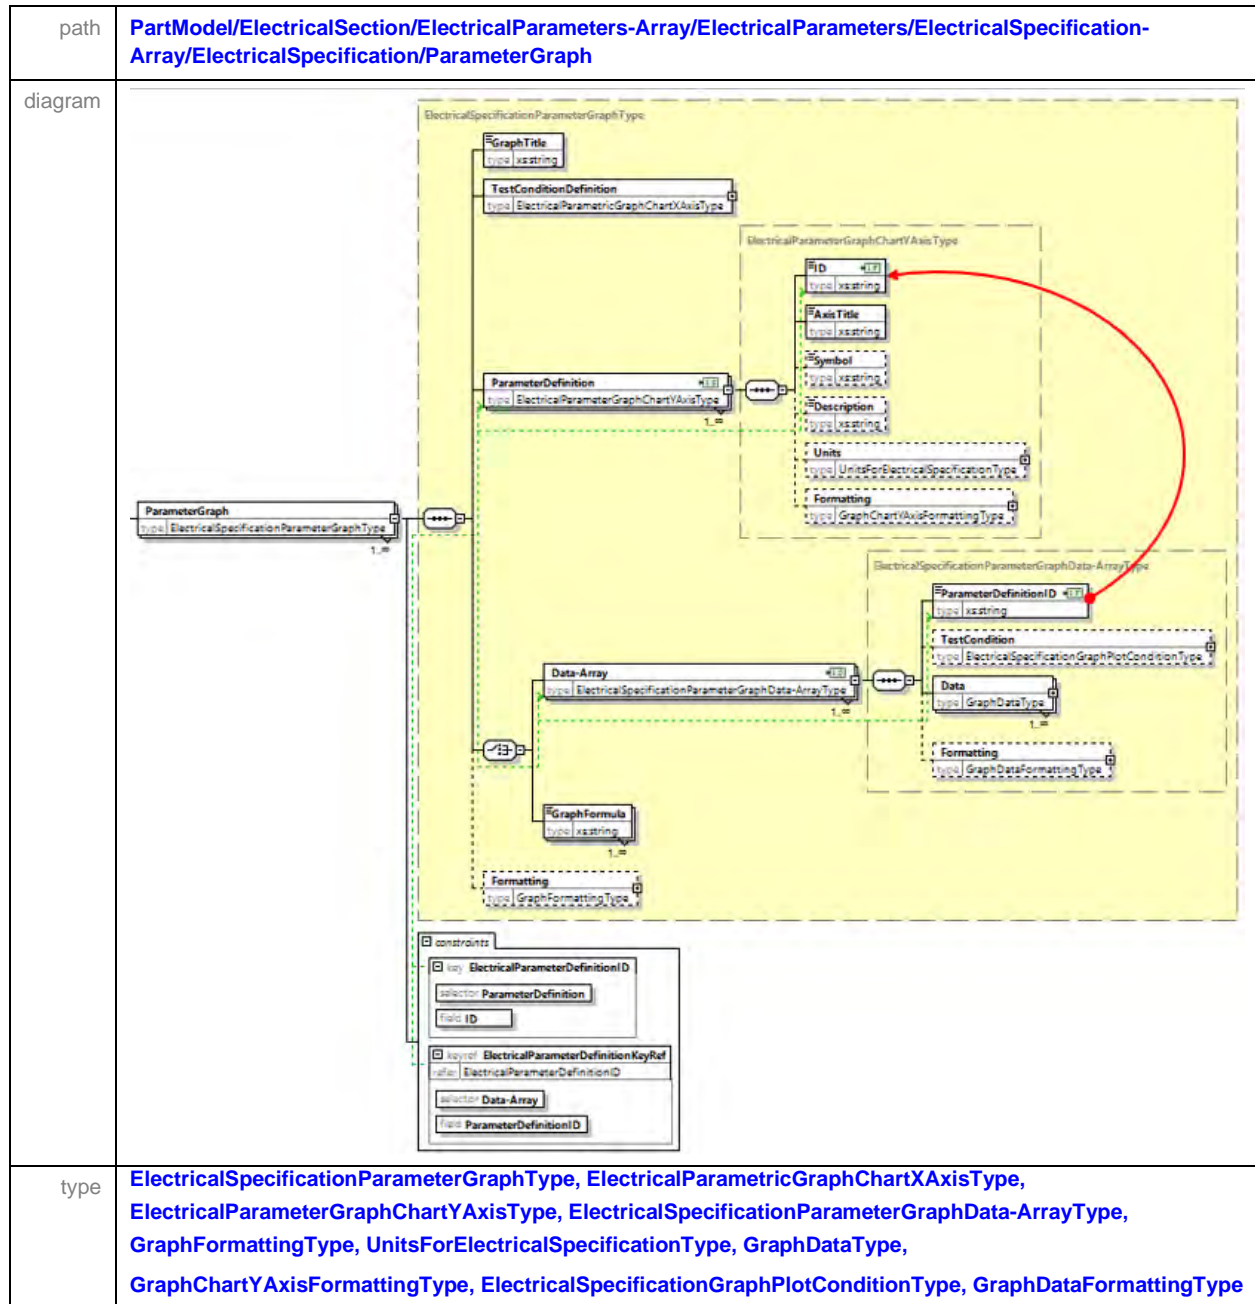 path
PartModel/ElectricalSection/ElectricalParameters-Array/ElectricalParameters/ElectricalSpecification-
Array/ElectricalSpecification/ParameterGraph
diagram
ElectricalSpecificationParameterGraphType
GraphTitle
type xs:string
TestConditionDefinition
type ElectricalParametricGraphChartXAxisType
ElectricalParameterGraphChartYAxisType
ID
type xs:string
AxisTitle
type xs:string
Symbol
type xs:string
ParameterDefinition
type ElectricalParameterGraphChartYAxisType
1..∞
Description
type xs:string
Units
type UnitsForElectricalSpecificationType
Formatting
type GraphChartYAxisFormattingType
ParameterGraph
type ElectricalSpecificationParameterGraphType
1..∞
ElectricalSpecificationParameterGraphData-ArrayType
ParameterDefinitionID
type xs:string
TestCondition
type ElectricalSpecificationGraphPlotConditionType
Data-Array
type ElectricalSpecificationParameterGraphData-ArrayType
1..∞
Data
type GraphDataType
1..∞
Formatting
type GraphDataFormattingType
GraphFormula
type xs:string
1..∞
Formatting
type GraphFormattingType
constraints
key ElectricalParameterDefinitionID
selector ParameterDefinition
field ID
keyref ElectricalParameterDefinitionKeyRef
refer ElectricalParameterDefinitionID
selector Data-Array
field ParameterDefinitionID
type
ElectricalSpecificationParameterGraphType, ElectricalParametricGraphChartXAxisType,
ElectricalParameterGraphChartYAxisType, ElectricalSpecificationParameterGraphData-ArrayType,
GraphFormattingType, UnitsForElectricalSpecificationType, GraphDataType,
GraphChartYAxisFormattingType, ElectricalSpecificationGraphPlotConditionType, GraphDataFormattingType